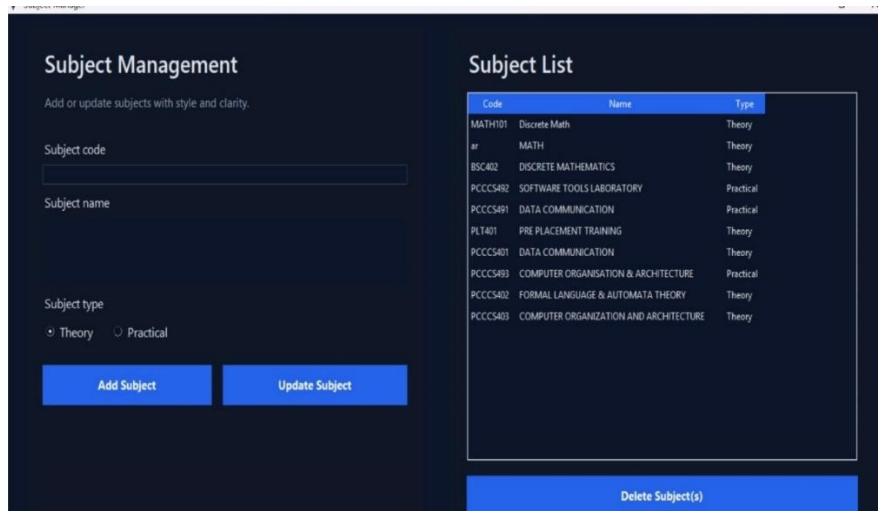 Subject Manager
Subject Management
Add or update subjects with style and clarity.
Subject code
Subject name
Subject type
Theory Practical
Add Subject Update Subject
Subject List
Code Name Type
MATH101 Discrete Math Theory
ar MATH Theory
BSC402 DISCRETE MATHEMATICS Theory
PCCCS492 SOFTWARE TOOLS LABORATORY Practical
PCCCS491 DATA COMMUNICATION Practical
PLT401 PRE PLACEMENT TRAINING Theory
PCCCS401 DATA COMMUNICATION Theory
PCCCS493 COMPUTER ORGANISATION & ARCHITECTURE Practical
PCCCS402 FORMAL LANGUAGE & AUTOMATA THEORY Theory
PCCCS403 COMPUTER ORGANIZATION AND ARCHITECTURE Theory
Delete Subject(s)